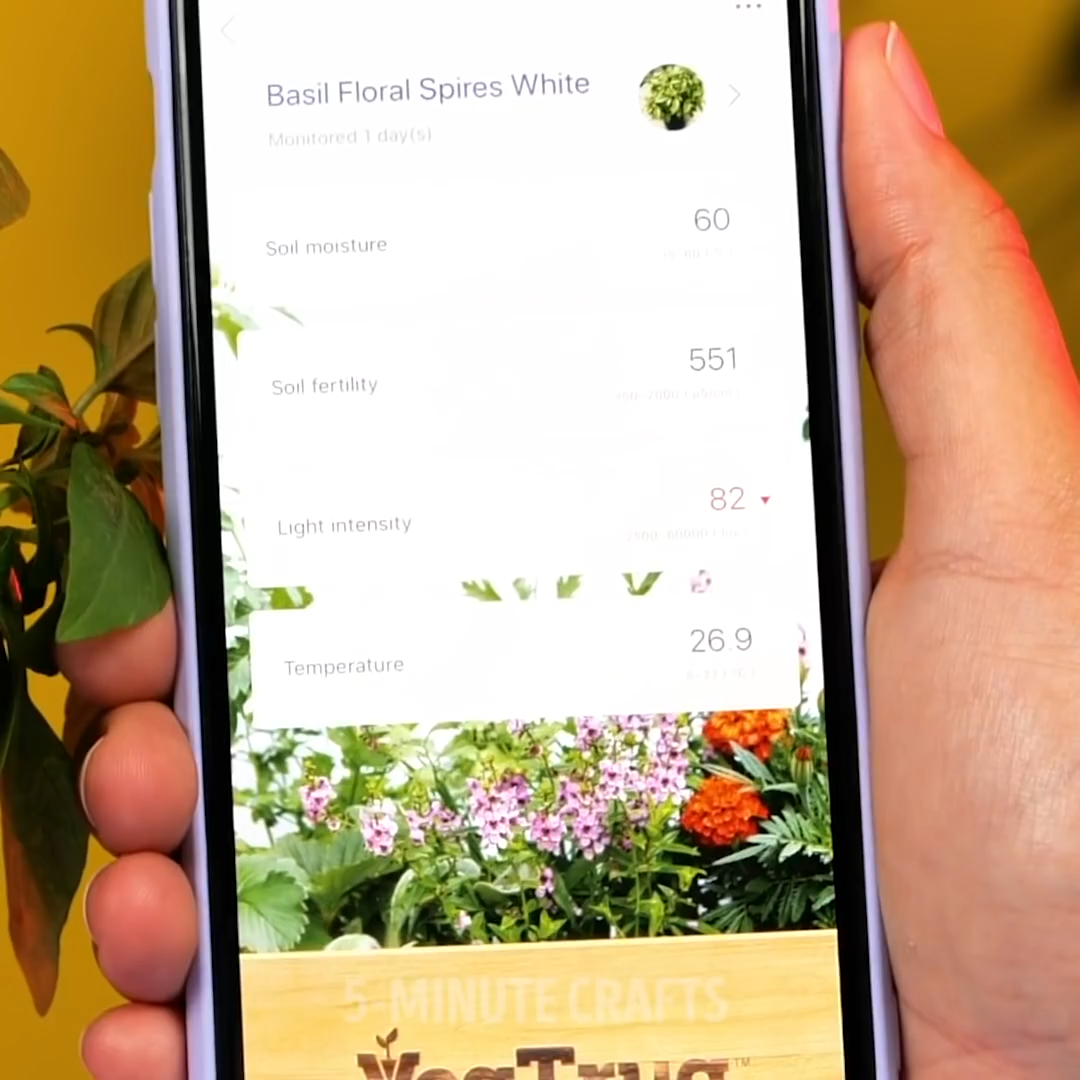 Basil Floral Spires White
Monitored 1 day(s)
Soil moisture
60
Soil fertility
551
Light intensity
82
Temperature
26.9
5-MINUTE CRAFTS
VegTrug™